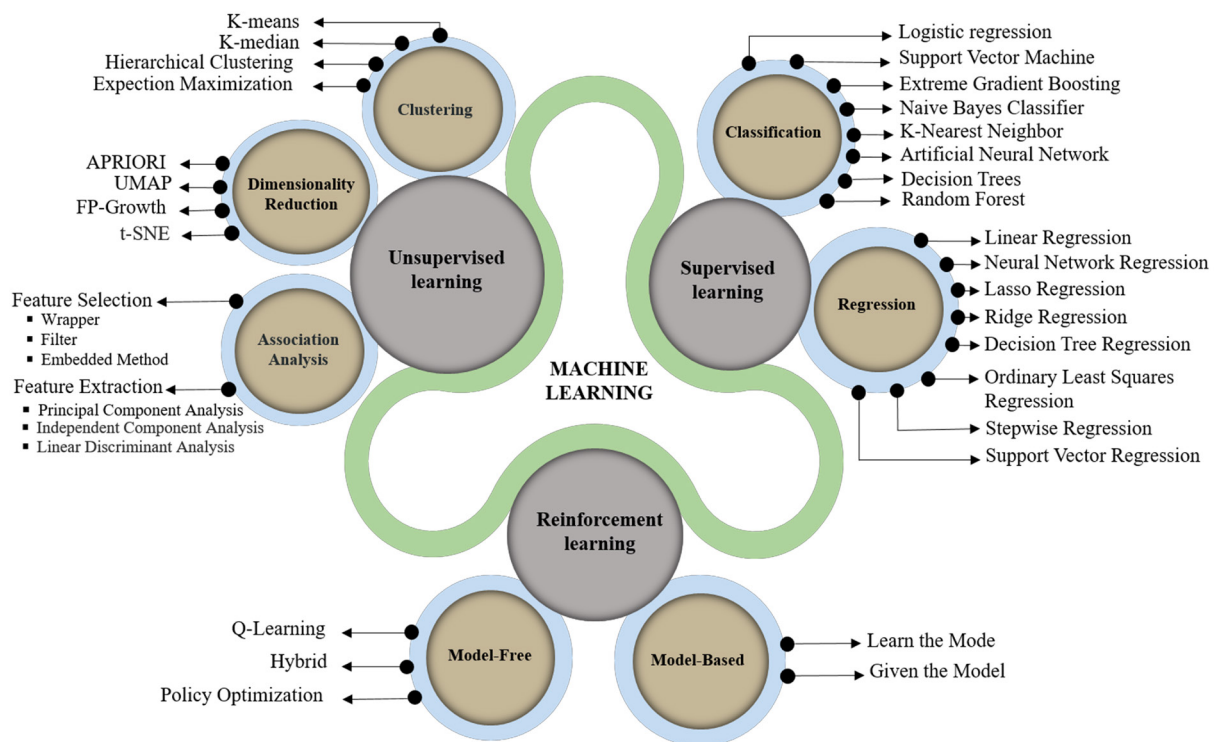 K-means
K-median
Hierarchical Clustering
Expection Maximization
Clustering
APRIORI
UMAP
FP-Growth
t-SNE
Dimensionality
Reduction
Feature Selection
▪ Wrapper
▪ Filter
▪ Embedded Method
Feature Extraction
▪ Principal Component Analysis
▪ Independent Component Analysis
▪ Linear Discriminant Analysis
Association
Analysis
Unsupervised
learning
MACHINE
LEARNING
Supervised
learning
Classification
Logistic regression
Support Vector Machine
Extreme Gradient Boosting
Naive Bayes Classifier
K-Nearest Neighbor
Artificial Neural Network
Decision Trees
Random Forest
Regression
Linear Regression
Neural Network Regression
Lasso Regression
Ridge Regression
Decision Tree Regression
Ordinary Least Squares
Regression
Stepwise Regression
Support Vector Regression
Reinforcement
learning
Q-Learning
Hybrid
Policy Optimization
Model-Free
Model-Based
Learn the Mode
Given the Model